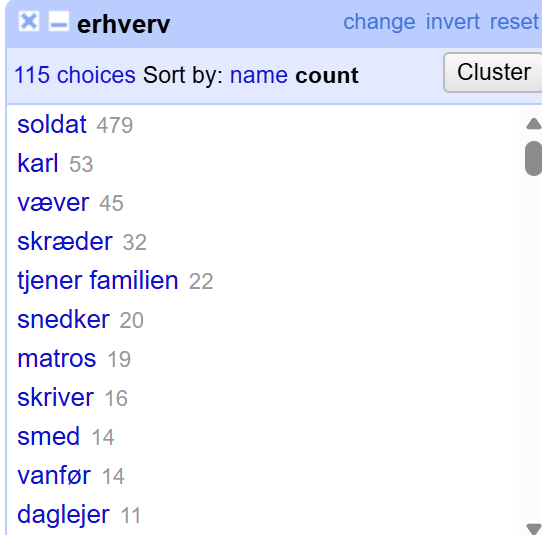 erhverv change invert reset
115 choices Sort by: name count Cluster
soldat 479
karl 53
væver 45
skræder 32
tjener familien 22
snedker 20
matros 19
skriver 16
smed 14
vanfør 14
daglejer 11